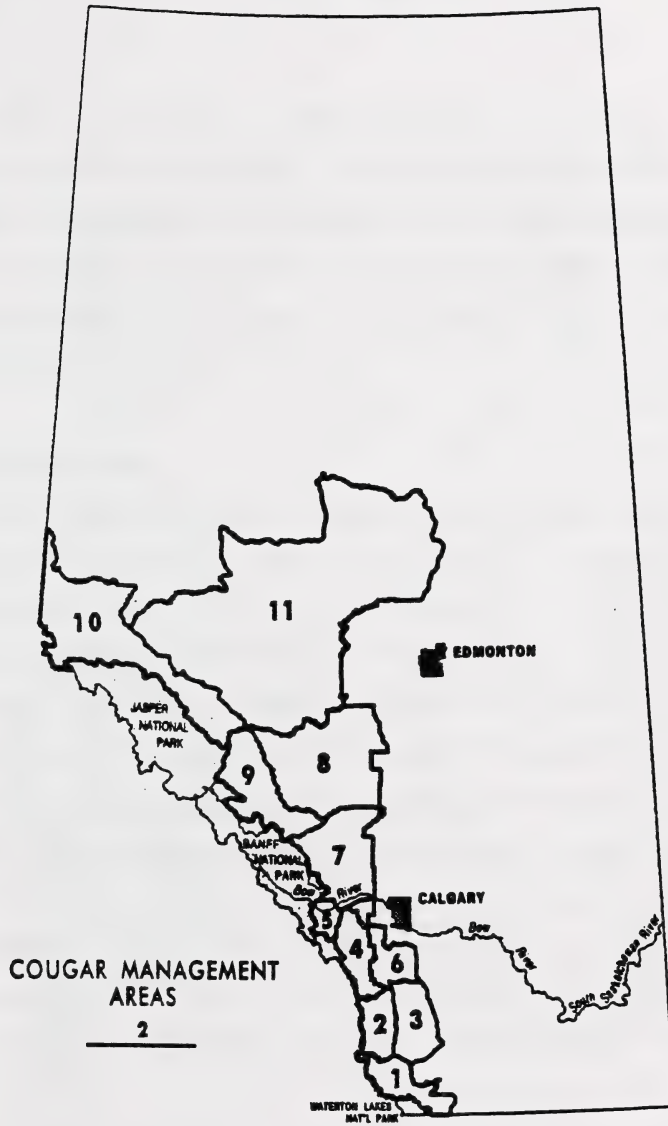 11
10
EDMONTON
JASPER
NATIONAL
PARK
8
9
7
BANFF
NATIONAL
PARK
Bow River
CALGARY
5
Bow
River
South Saskatchewan River
4
6
COUGAR MANAGEMENT
AREAS
2
2
3
1
WATERTON LAKES
NAT'L PARK